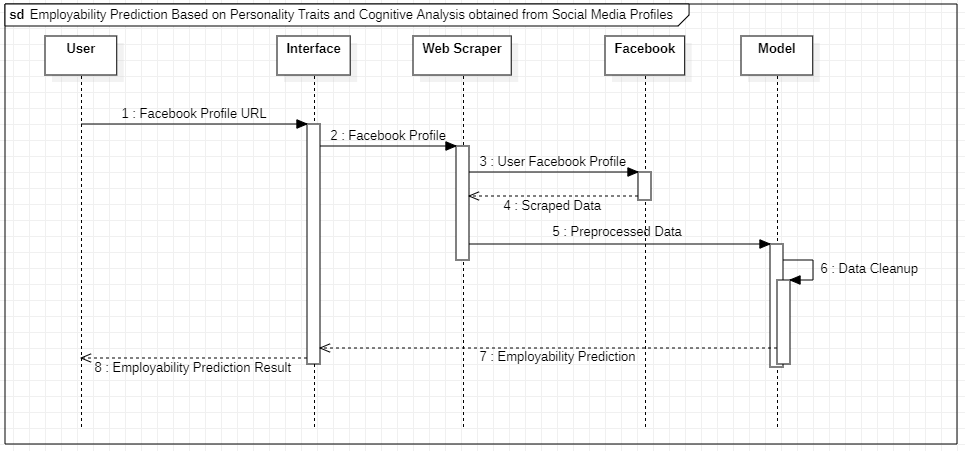 sd Employability Prediction Based on Personality Traits and Cognitive Analysis obtained from Social Media Profiles
User
Interface
Web Scraper
Facebook
Model
1 : Facebook Profile URL
2 : Facebook Profile
3 : User Facebook Profile
4 : Scraped Data
5 : Preprocessed Data
6 : Data Cleanup
7 : Employability Prediction
8 : Employability Prediction Result